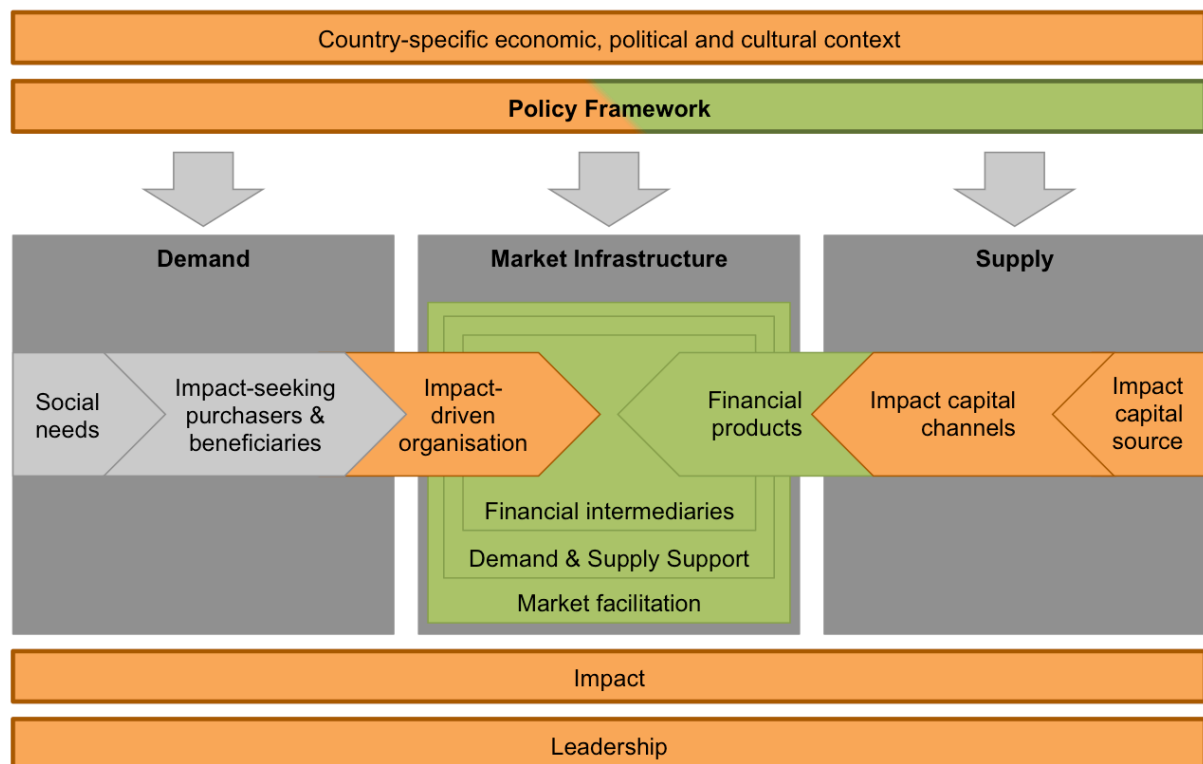 Country-specific economic, political and cultural context
Policy Framework
Demand
Market Infrastructure
Supply
Social
needs
Impact-seeking
purchasers &
beneficiaries
Impact-
driven
organisation
Financial
products
Impact capital
channels
Impact
capital
source
Financial intermediaries
Demand & Supply Support
Market facilitation
Impact
Leadership